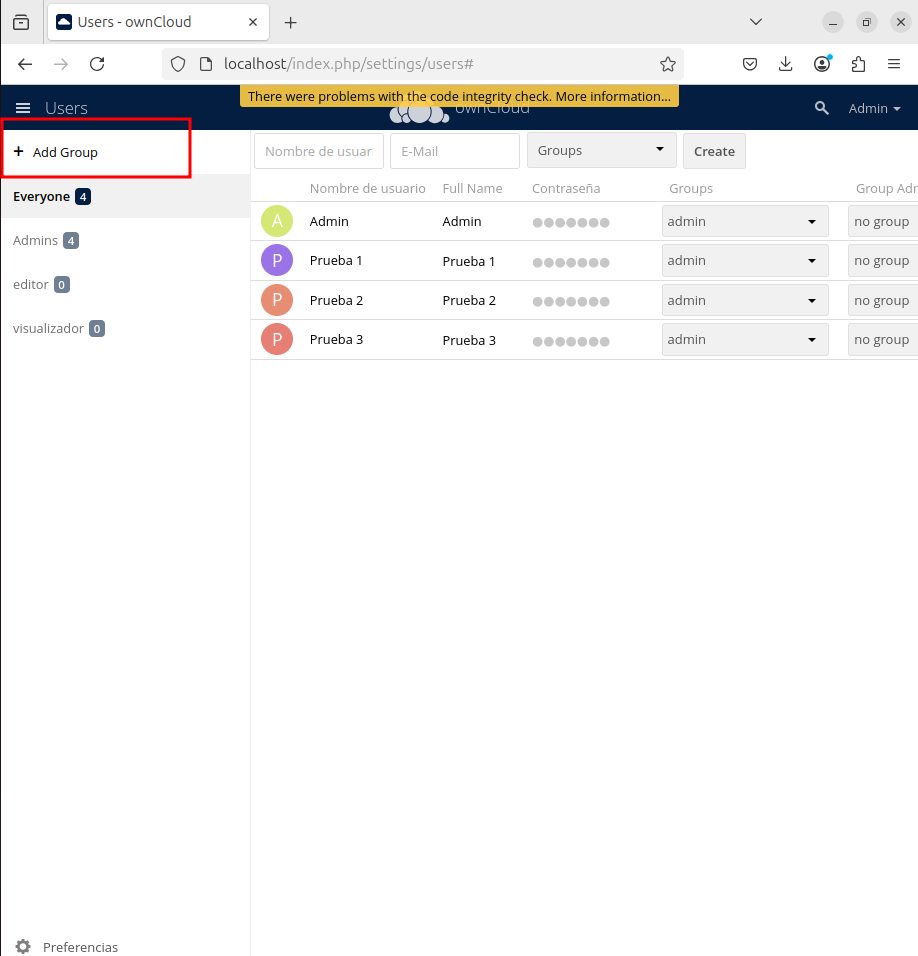 Users - ownCloud
localhost/index.php/settings/users#
There were problems with the code integrity check. More information...
Users
ownCloud
Admin
+ Add Group
Everyone 4
Admins 4
editor 0
visualizador 0
Preferencias
Nombre de usuar E-Mail Groups Create
Nombre de usuario Full Name Contraseña Groups Group Adr
A Admin Admin admin no group
P Prueba 1 Prueba 1 admin no group
P Prueba 2 Prueba 2 admin no group
P Prueba 3 Prueba 3 admin no group